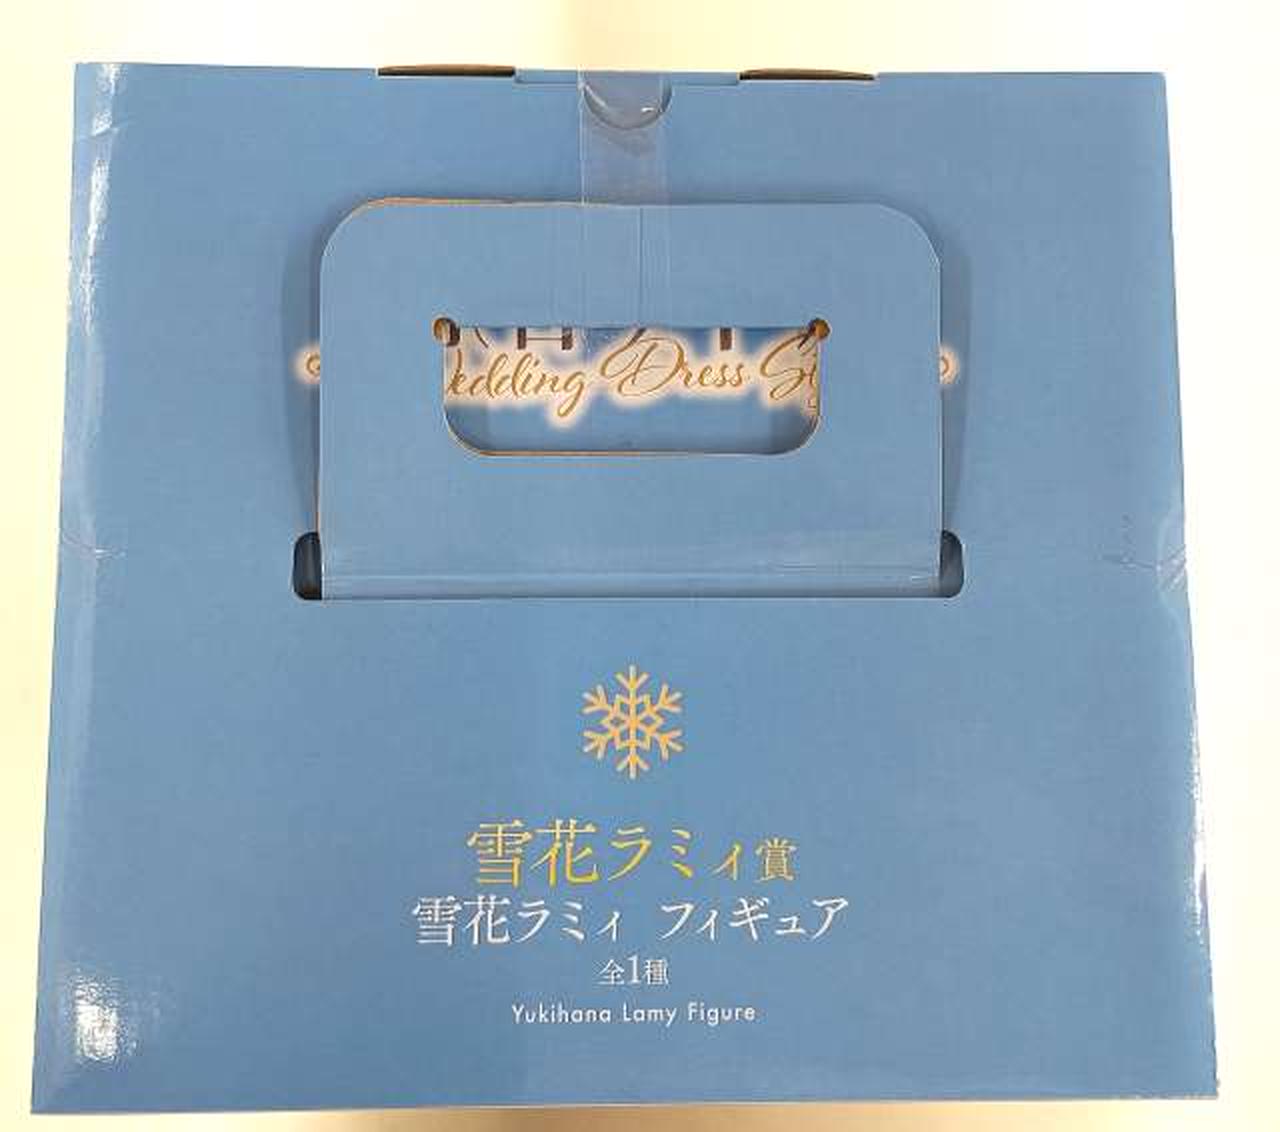 edding Dress
雪花ラミィ賞
雪花ラミィ フィギュア
全1種
Yukihana Lamy Figure